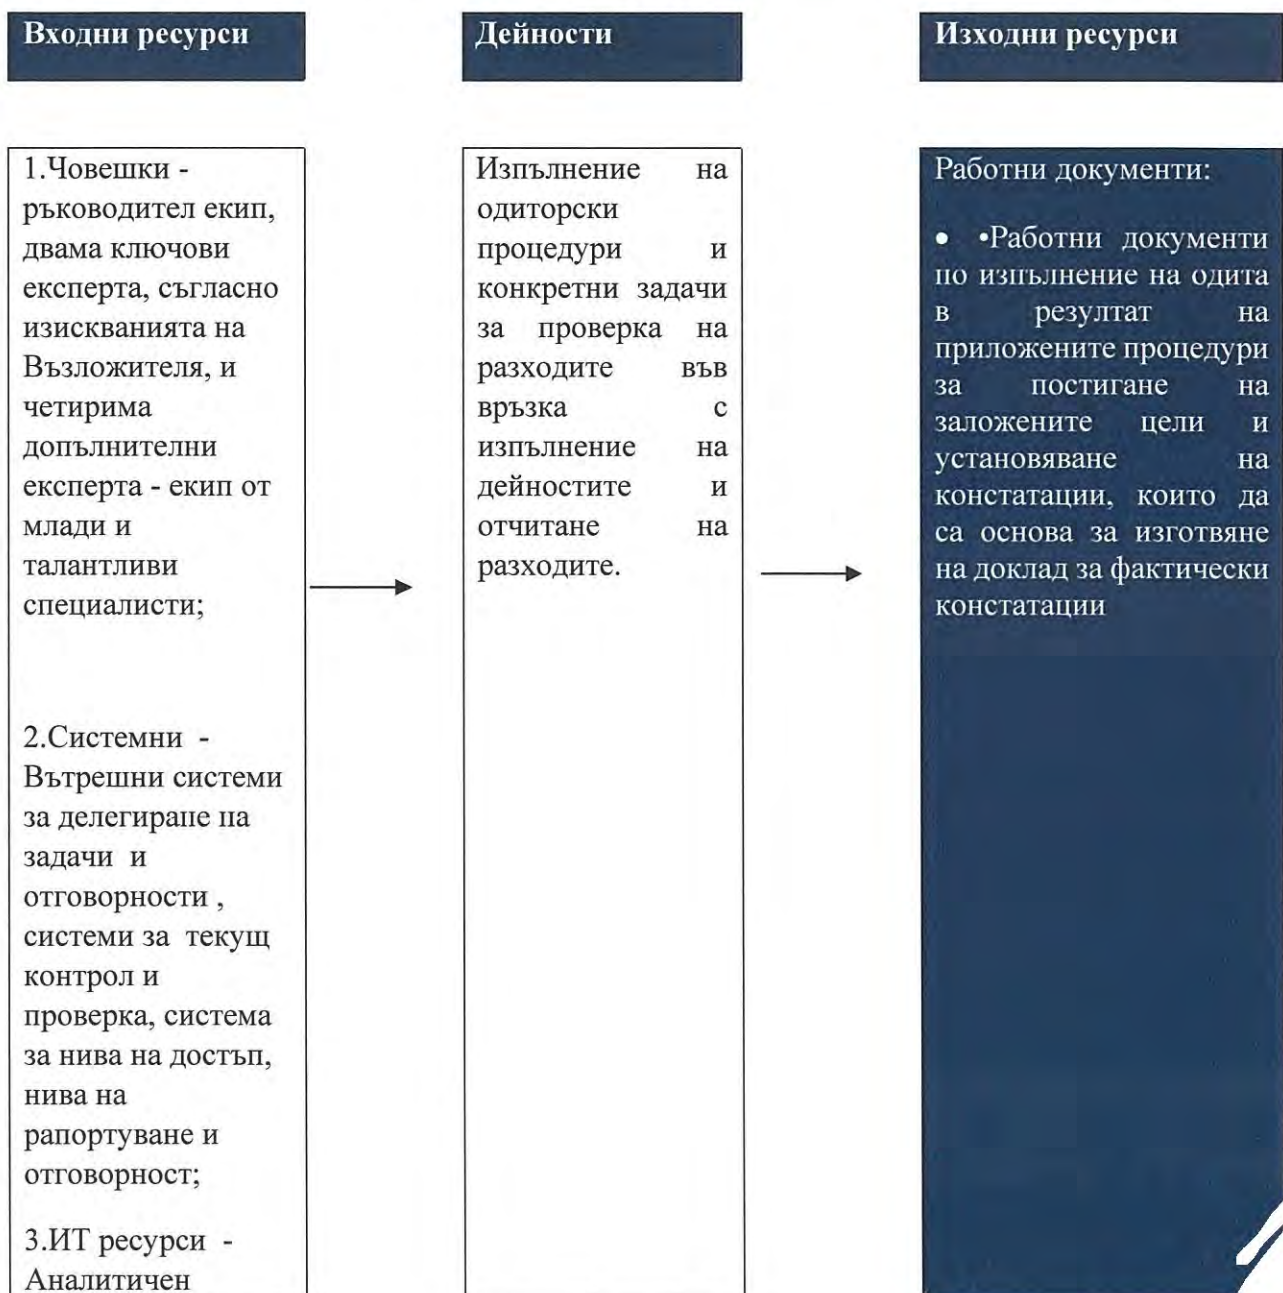 Входни ресурси
Дейности
Изходни ресурси
1.Човешки -
ръководител екип,
двама ключови
експерта, съгласно
изискванията на
Възложителя, и
четирима
допълнителни
експерта - екип от
млади и
талантливи
специалисти;
2.Системни -
Вътрешни системи
за делегиране на
задачи и
отговорности ,
системи за текущ
контрол и
проверка, система
за нива на достъп,
нива на
рапортуване и
отговорност;
3.ИТ ресурси -
Аналитичен
Изпълнение на
одиторски
процедури и
конкретни задачи
за проверка на
разходите във
връзка с
изпълнение на
дейностите и
отчитане на
разходите.
Работни документи:
• •Работни документи
по изпълнение на одита
в резултат на
приложените процедури
за постигане на
заложените цели и
установяване на
констатации, които да
са основа за изготвяне
на доклад за фактически
констатации